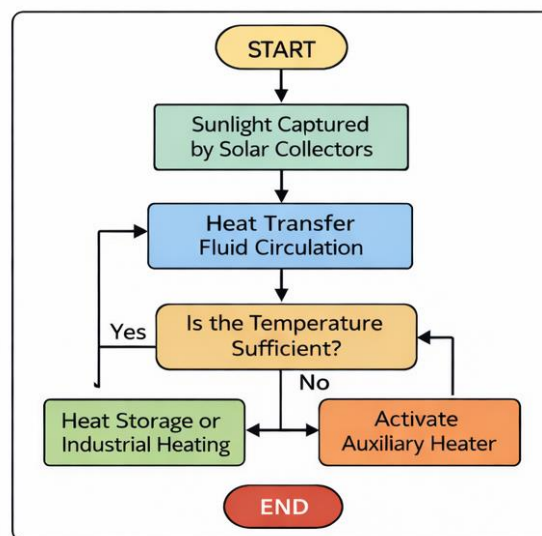 START
Sunlight Captured
by Solar Collectors
Heat Transfer
Fluid Circulation
Is the Temperature
Sufficient?
Yes
No
Heat Storage or
Industrial Heating
Activate
Auxiliary Heater
END